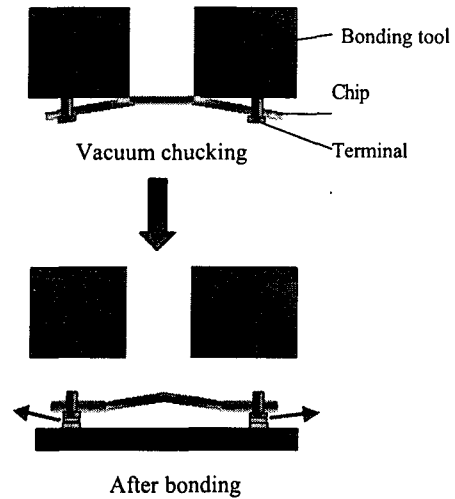 Bonding tool
Chip
Terminal
Vacuum chucking
After bonding